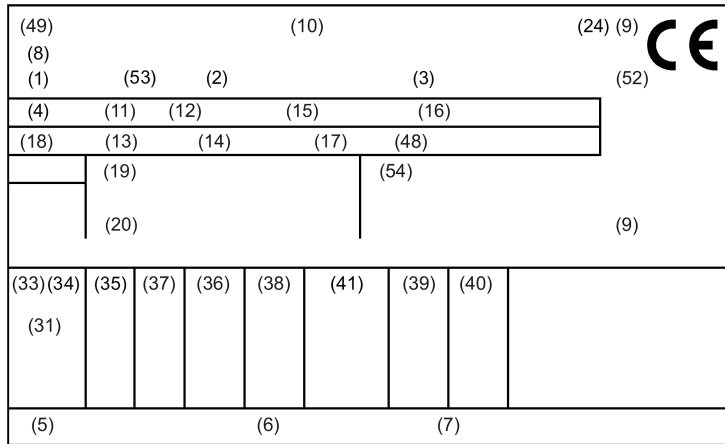 (49) (10) (24) (9) CE
(8)
(1) (53) (2) (3) (52)
(4) (11) (12) (15) (16)
(18) (13) (14) (17) (48)
(19) (54)
(20) (9)
(33) (34) (35) (37) (36) (38) (41) (39) (40)
(31)
(5) (6) (7)